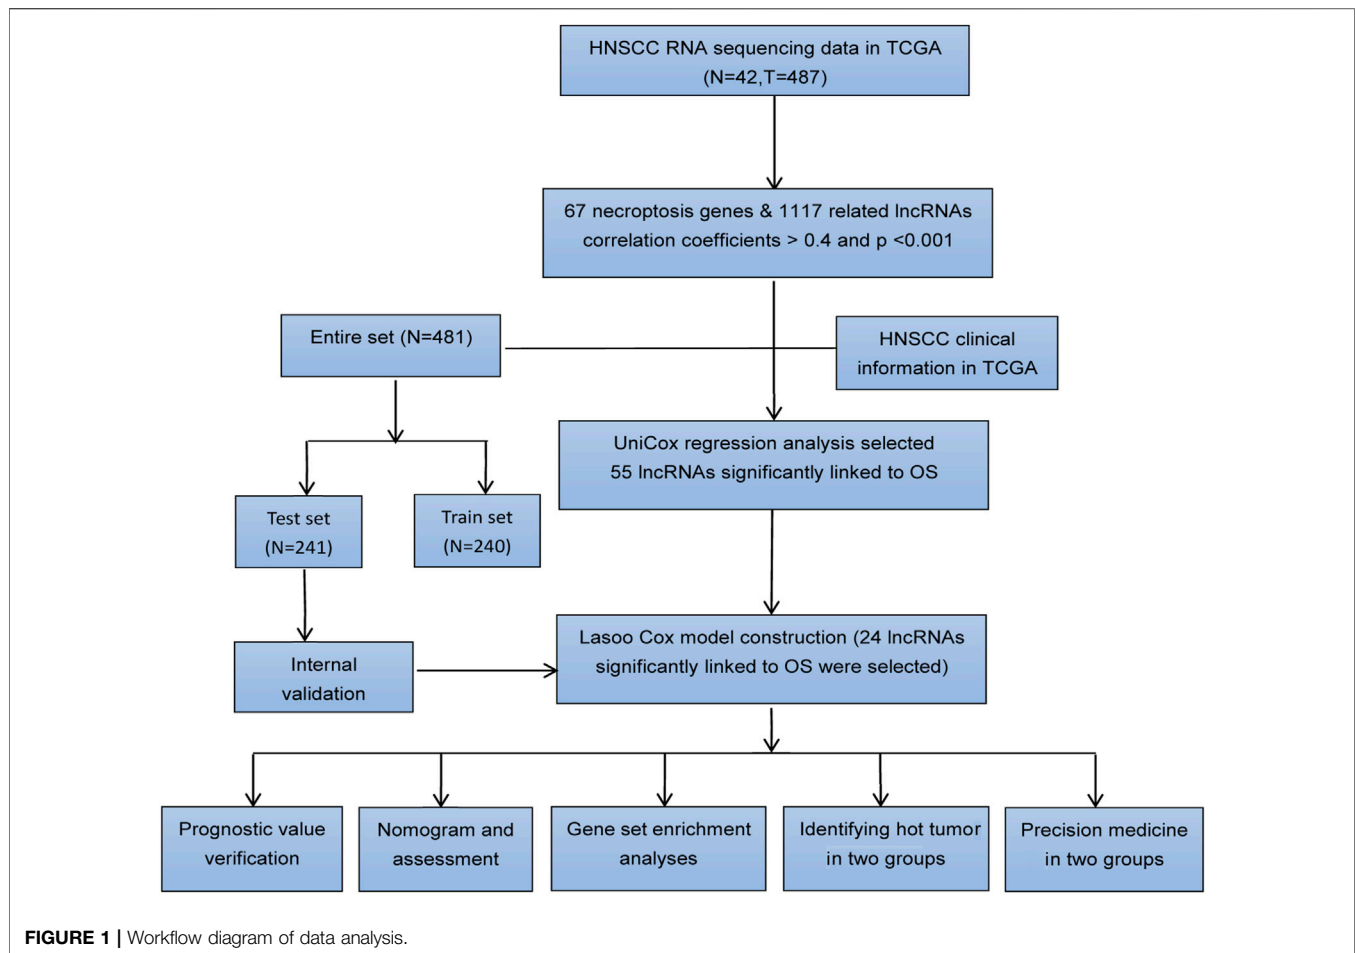 HNSCC RNA sequencing data in TCGA
(N=42,T=487)
67 necroptosis genes & 1117 related lncRNAs
correlation coefficients > 0.4 and p <0.001
Entire set (N=481)
HNSCC clinical
information in TCGA
UniCox regression analysis selected
55 lncRNAs significantly linked to OS
Test set
(N=241)
Train set
(N=240)
Internal
validation
Lasoo Cox model construction (24 lncRNAs
significantly linked to OS were selected)
Prognostic value
verification
Nomogram and
assessment
Gene set enrichment
analyses
Identifying hot tumor
in two groups
Precision medicine
in two groups
FIGURE 1 | Workflow diagram of data analysis.